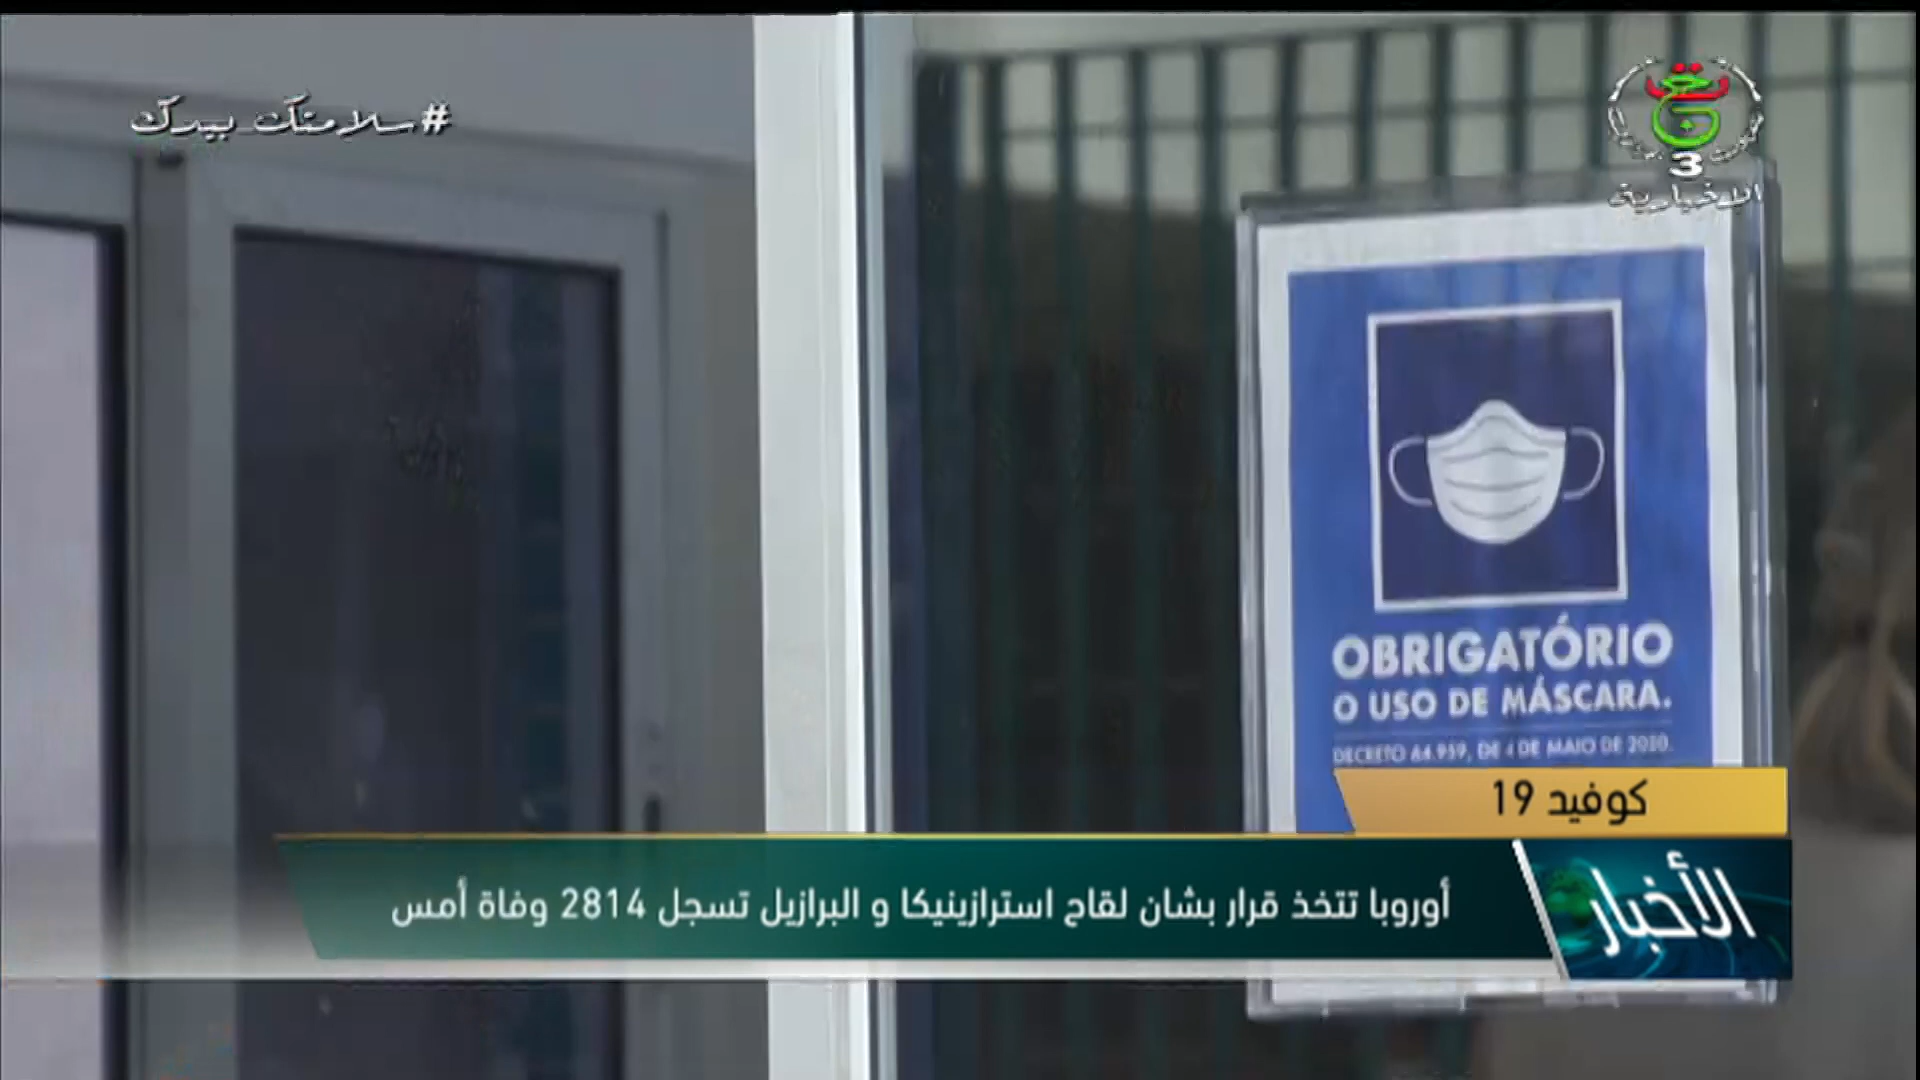 #سلامتك بيدك
3
الإخبارية
OBRIGATÓRIO
O USO DE MÁSCARA.
DECRETO 64.959, DE 4 DE MAIO DE 2020.
كوفيد 19
الأخبار
أوروبا تتخذ قرار بشان لقاح استرازينيكا و البرازيل تسجل 2814 وفاة أمس